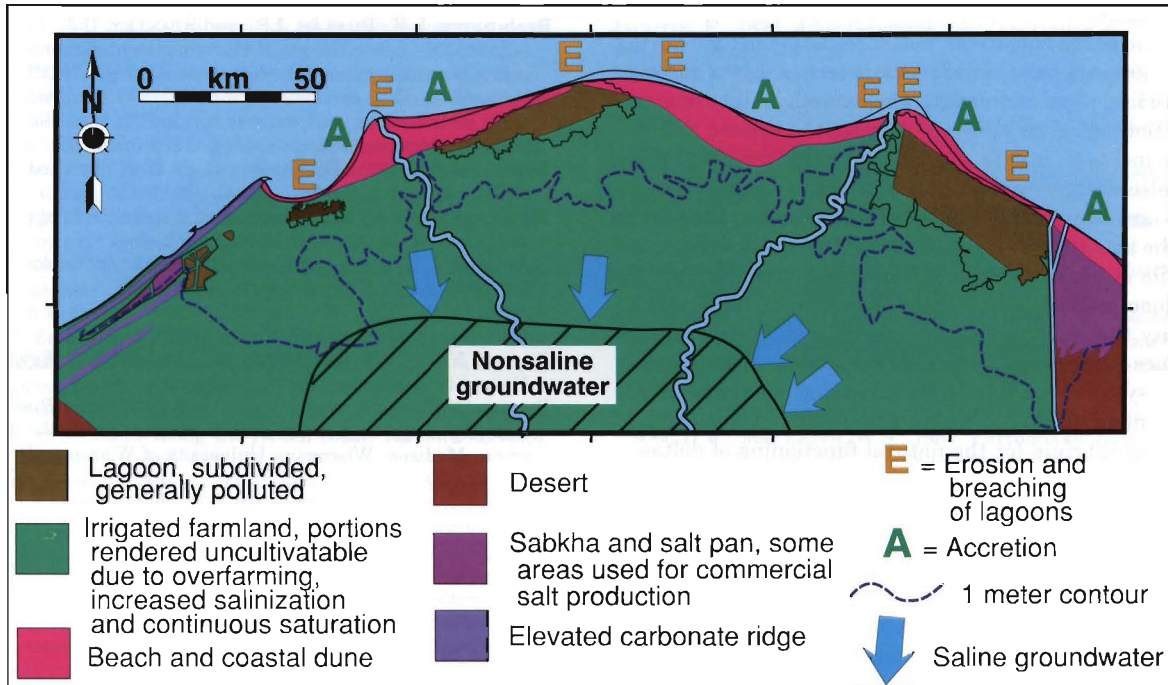 0 km 50
N
E
A
E
E
A
E
E
A
E
A
A
E
Nonsaline
groundwater
Lagoon, subdivided,
generally polluted
Irrigated farmland, portions
rendered uncultivatable
due to overfarming,
increased salinization
and continuous saturation
Beach and coastal dune
Desert
Sabkha and salt pan, some
areas used for commercial
salt production
Elevated carbonate ridge
E = Erosion and
breaching
of lagoons
A = Accretion
1 meter contour
Saline groundwater